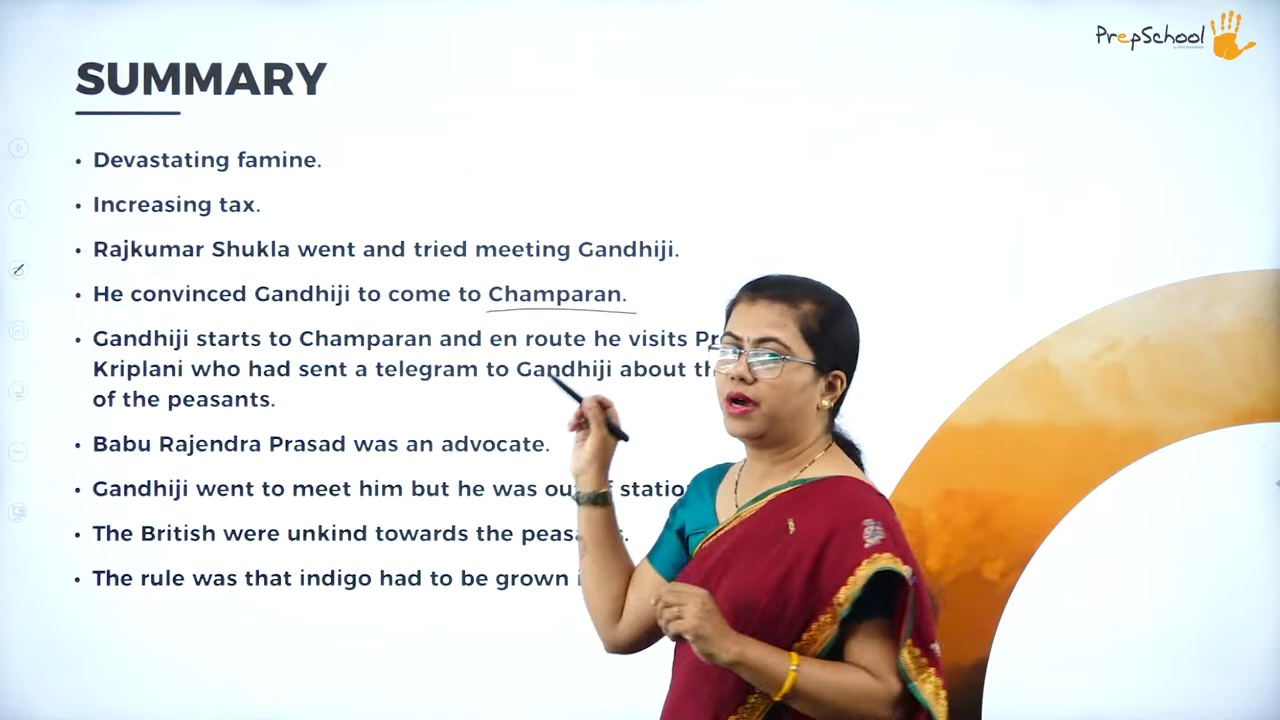 PrepSchool
SUMMARY
• Devastating famine.
• Increasing tax.
• Rajkumar Shukla went and tried meeting Gandhiji.
• He convinced Gandhiji to come to Champaran.
• Gandhiji starts to Champaran and en route he visits
Kriplani who had sent a telegram to Gandhiji about
of the peasants.
• Babu Rajendra Prasad was an advocate.
• Gandhiji went to meet him but he was
• The British were unkind towards the
• The rule was that indigo had to be grown